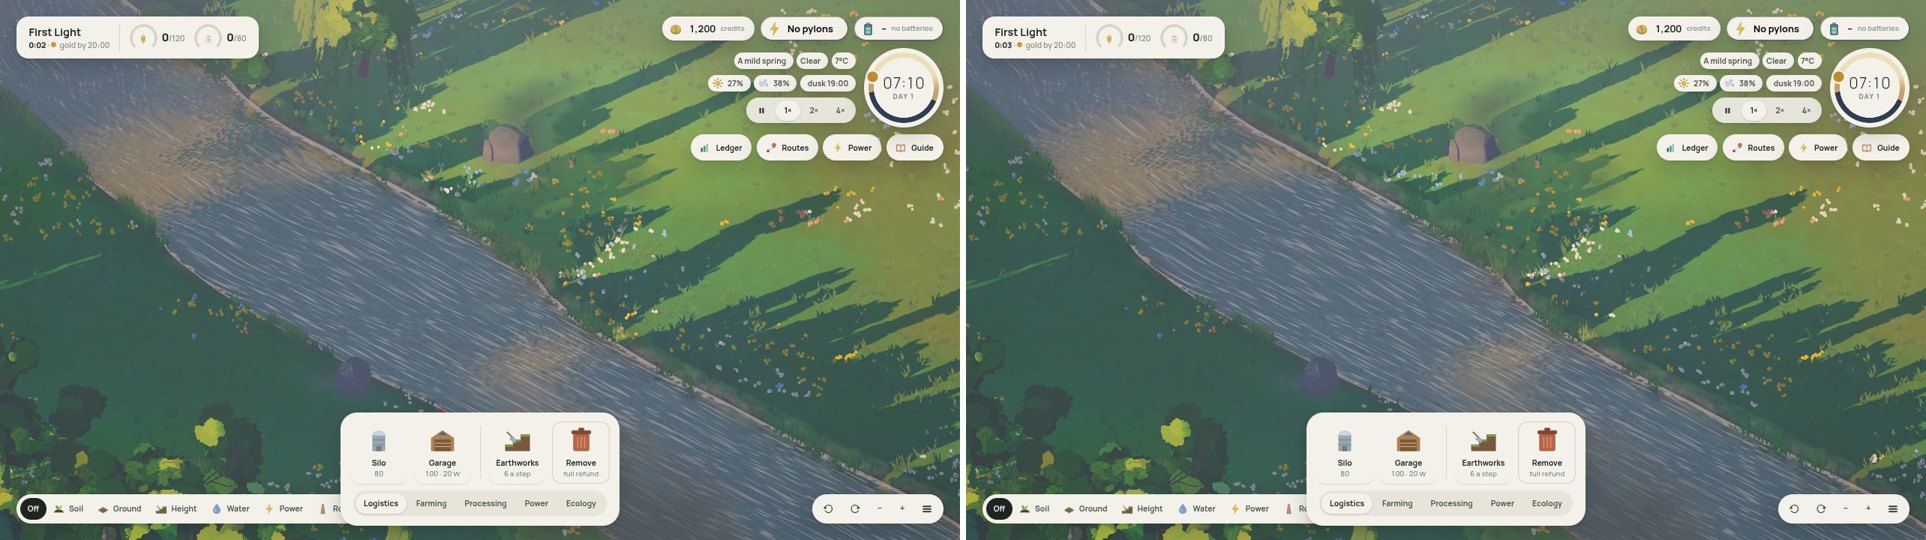 First Light
0:02 · gold by 20:00
0/120
0/80
1,200 credits
No pylons
– no batteries
A mild spring
Clear
7°C
27%
38%
dusk 19:00
07:10
DAY 1
1×
2×
4×
Ledger
Routes
Power
Guide
Silo
80
Garage
100 · 20 W
Earthworks
6 a step
Remove
full refund
Logistics
Farming
Processing
Power
Ecology
Off
Soil
Ground
Height
Water
Power
First Light
0:03 · gold by 20:00
0/120
0/80
1,200 credits
No pylons
– no batteries
A mild spring
Clear
7°C
27%
38%
dusk 19:00
07:10
DAY 1
1×
2×
4×
Ledger
Routes
Power
Guide
Silo
80
Garage
100 · 20 W
Earthworks
6 a step
Remove
full refund
Logistics
Farming
Processing
Power
Ecology
Off
Soil
Ground
Height
Water
Power